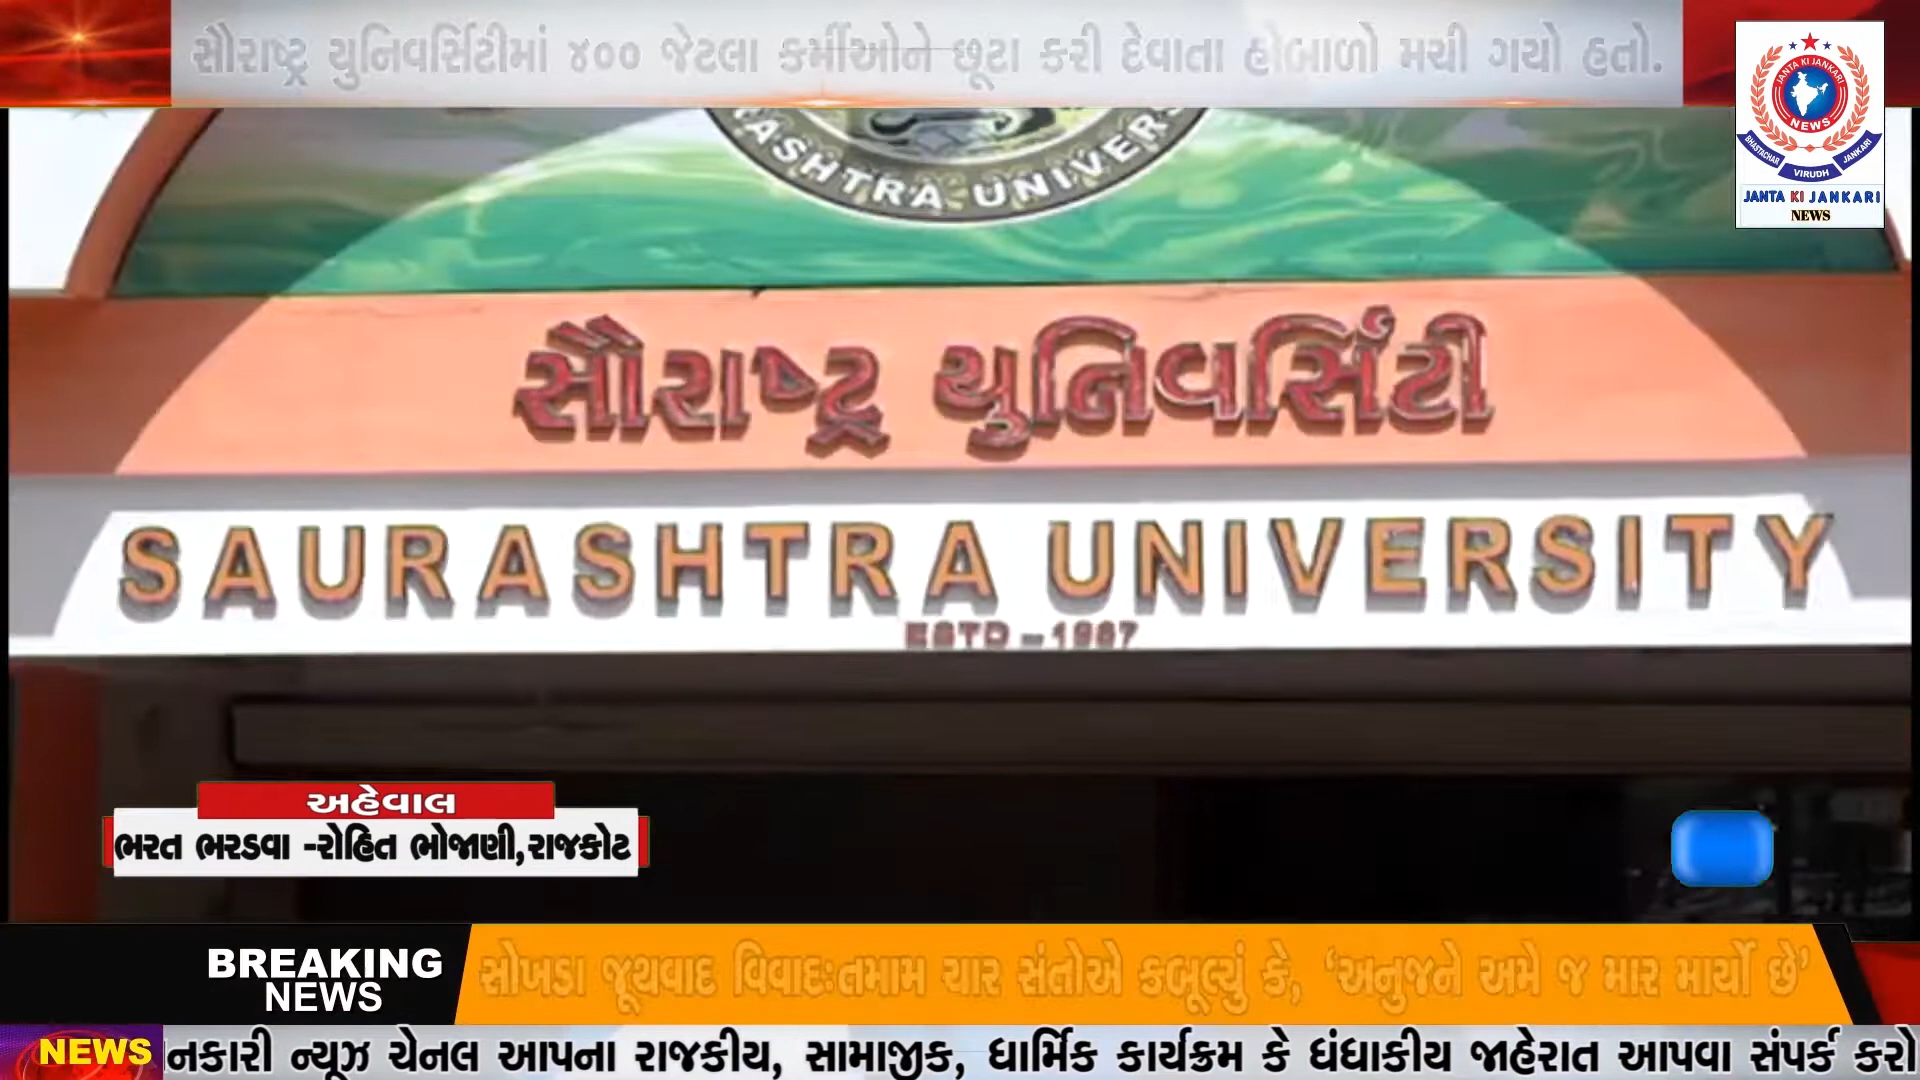 સૌરાષ્ટ્ર યુનિવર્સિટીમાં ૪૦૦ જેટલા કર્મીઓને છૂટા કરી દેવાતા હોબાળો મચી ગયો હતો.
JANTA KI JANKARI
NEWS
BHASTACHAR VIRUDH JANKARI
JANTA KI JANKARI
NEWS
ASHTRA UNIVERS
સૌરાષ્ટ્ર યુનિવર્સિટી
SAURASHTRA UNIVERSITY
ESTD - 1967
અહેવાલ
ભરત ભરડવા -રોહિત ભોજાણી,રાજકોટ
BREAKING
NEWS
સોખડા જૂથવાદ વિવાદ:તમામ ચાર સંતોએ કબૂલ્યું કે, ‘અનુજને અમે જ માર માર્યો છે’
NEWS
નકારી ન્યૂઝ ચેનલ આપના રાજકીય, સામાજીક, ધાર્મિક કાર્યક્રમ કે ધંધાકીય જાહેરાત આપવા સંપર્ક કરો